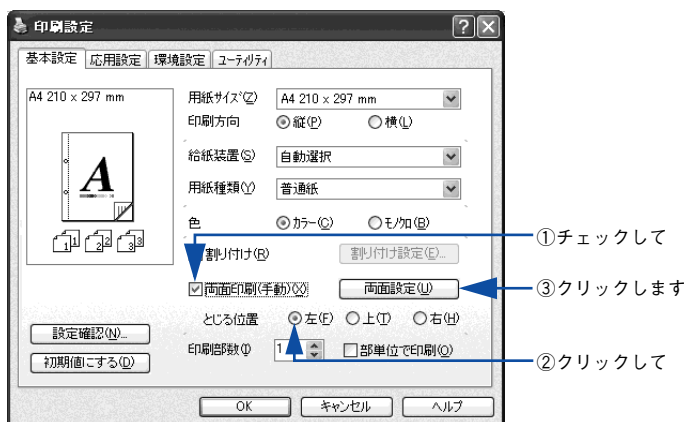 印刷設定
基本設定 応用設定 環境設定 ユーティリティ
A4 210 x 297 mm
A
1 1 2 2 3 3
設定確認(N)...
初期値にする(D)
用紙サイズ(Z) A4 210 x 297 mm
印刷方向 縦(P) 横(L)
給紙装置(S) 自動選択
用紙種類(Y) 普通紙
色 カラー(C) モノクロ(B)
割り付け(R) 割り付け設定(E)...
両面印刷(手動)(X) 両面設定(U)
とじる位置 左(F) 上(T) 右(H)
印刷部数(I) 1 部単位で印刷(O)
OK キャンセル ヘルプ
①チェックして
③クリックします
②クリックして